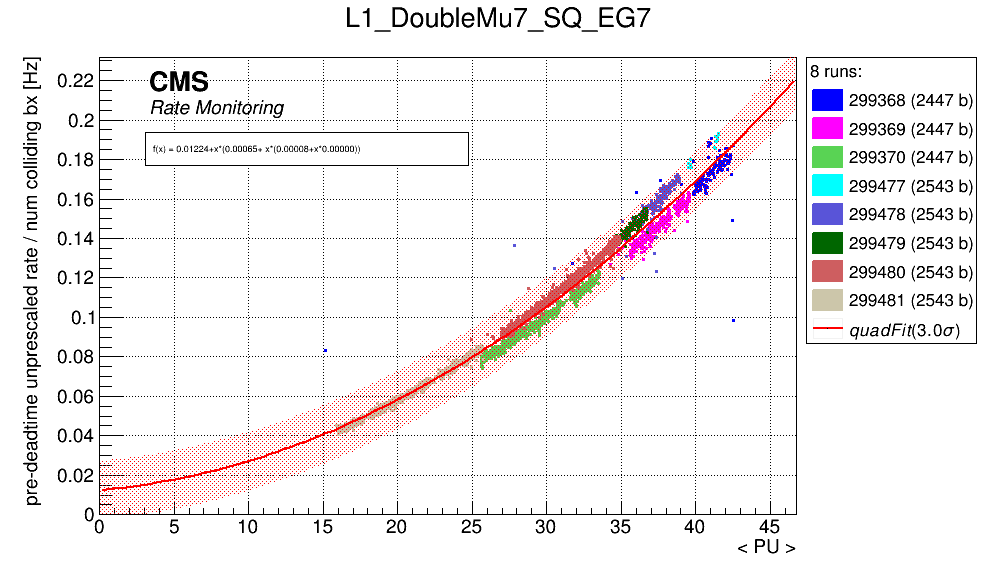 L1_DoubleMu7_SQ_EG7
pre-deadtime unprescaled rate / num colliding bx [Hz]
0.22
0.2
0.18
0.16
0.14
0.12
0.1
0.08
0.06
0.04
0.02
0
CMS
Rate Monitoring
f(x) = 0.01224+x*(0.00065+ x*(0.00008+x*0.00000))
0 5 10 15 20 25 30 35 40 45
< PU >
8 runs:
299368 (2447 b)
299369 (2447 b)
299370 (2447 b)
299477 (2543 b)
299478 (2543 b)
299479 (2543 b)
299480 (2543 b)
299481 (2543 b)
quadFit(3.0σ)